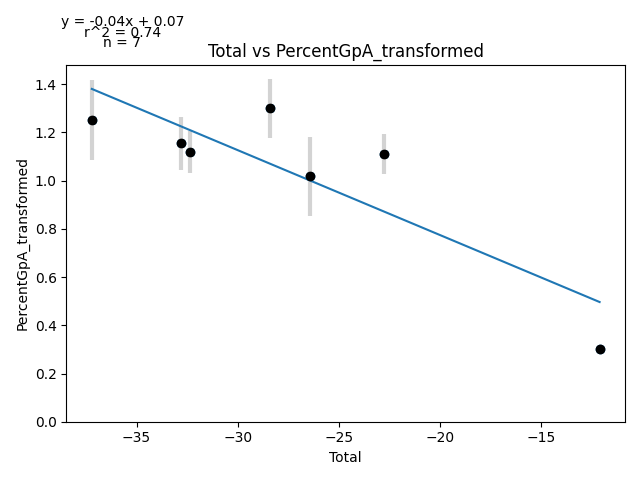 y = -0.04x + 0.07
r^2 = 0.74
n = 7
Total vs PercentGpA_transformed
PercentGpA_transformed
1.4
1.2
1.0
0.8
0.6
0.4
0.2
0.0
−35 −30 −25 −20 −15
Total